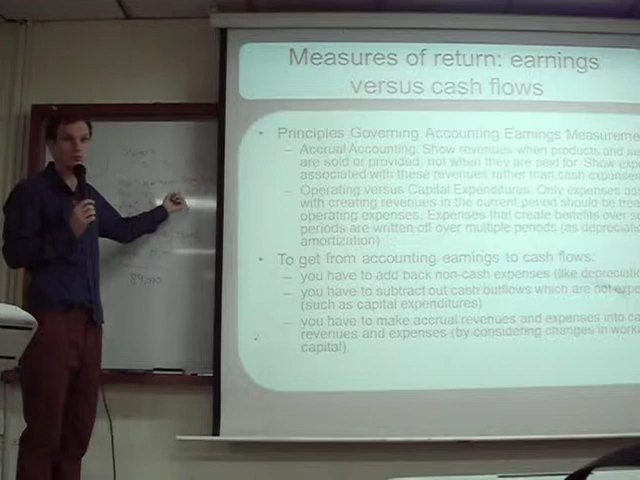 Measures of return: earnings
versus cash flows
• Principles Governing Accounting Earnings Measureme
– Accrual Accounting: Show revenues when products and se
are sold or provided, not when they are paid for. Show expe
associated with these revenues rather than cash expenses
– Operating versus Capital Expenditures: Only expenses as
with creating revenues in the current period should be trea
operating expenses. Expenses that create benefits over s
periods are written off over multiple periods (as depreciatio
amortization)
• To get from accounting earnings to cash flows:
– you have to add back non-cash expenses (like depreciati
– you have to subtract out cash outflows which are not expe
(such as capital expenditures)
– you have to make accrual revenues and expenses into ca
revenues and expenses (by considering changes in work
capital).